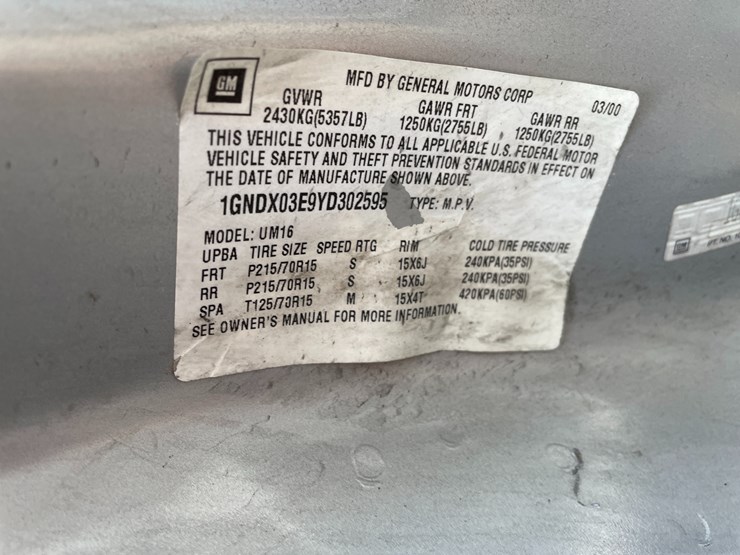 GM
MFD BY GENERAL MOTORS CORP 03/00
GVWR GAWR FRT GAWR RR
2430KG(5357LB) 1250KG(2755LB) 1250KG(2755LB)
THIS VEHICLE CONFORMS TO ALL APPLICABLE U.S. FEDERAL MOTOR
VEHICLE SAFETY AND THEFT PREVENTION STANDARDS IN EFFECT ON
THE DATE OF MANUFACTURE SHOWN ABOVE.
1GNDX03E9YD302595 TYPE: M.P.V.
MODEL: UM16
UPBA TIRE SIZE SPEED RTG RIM COLD TIRE PRESSURE
FRT P215/70R15 S 15X6J 240KPA(35PSI)
RR P215/70R15 S 15X6J 240KPA(35PSI)
SPA T125/70R15 M 15X4T 420KPA(60PSI)
SEE OWNER'S MANUAL FOR MORE INFORMATION.
GM